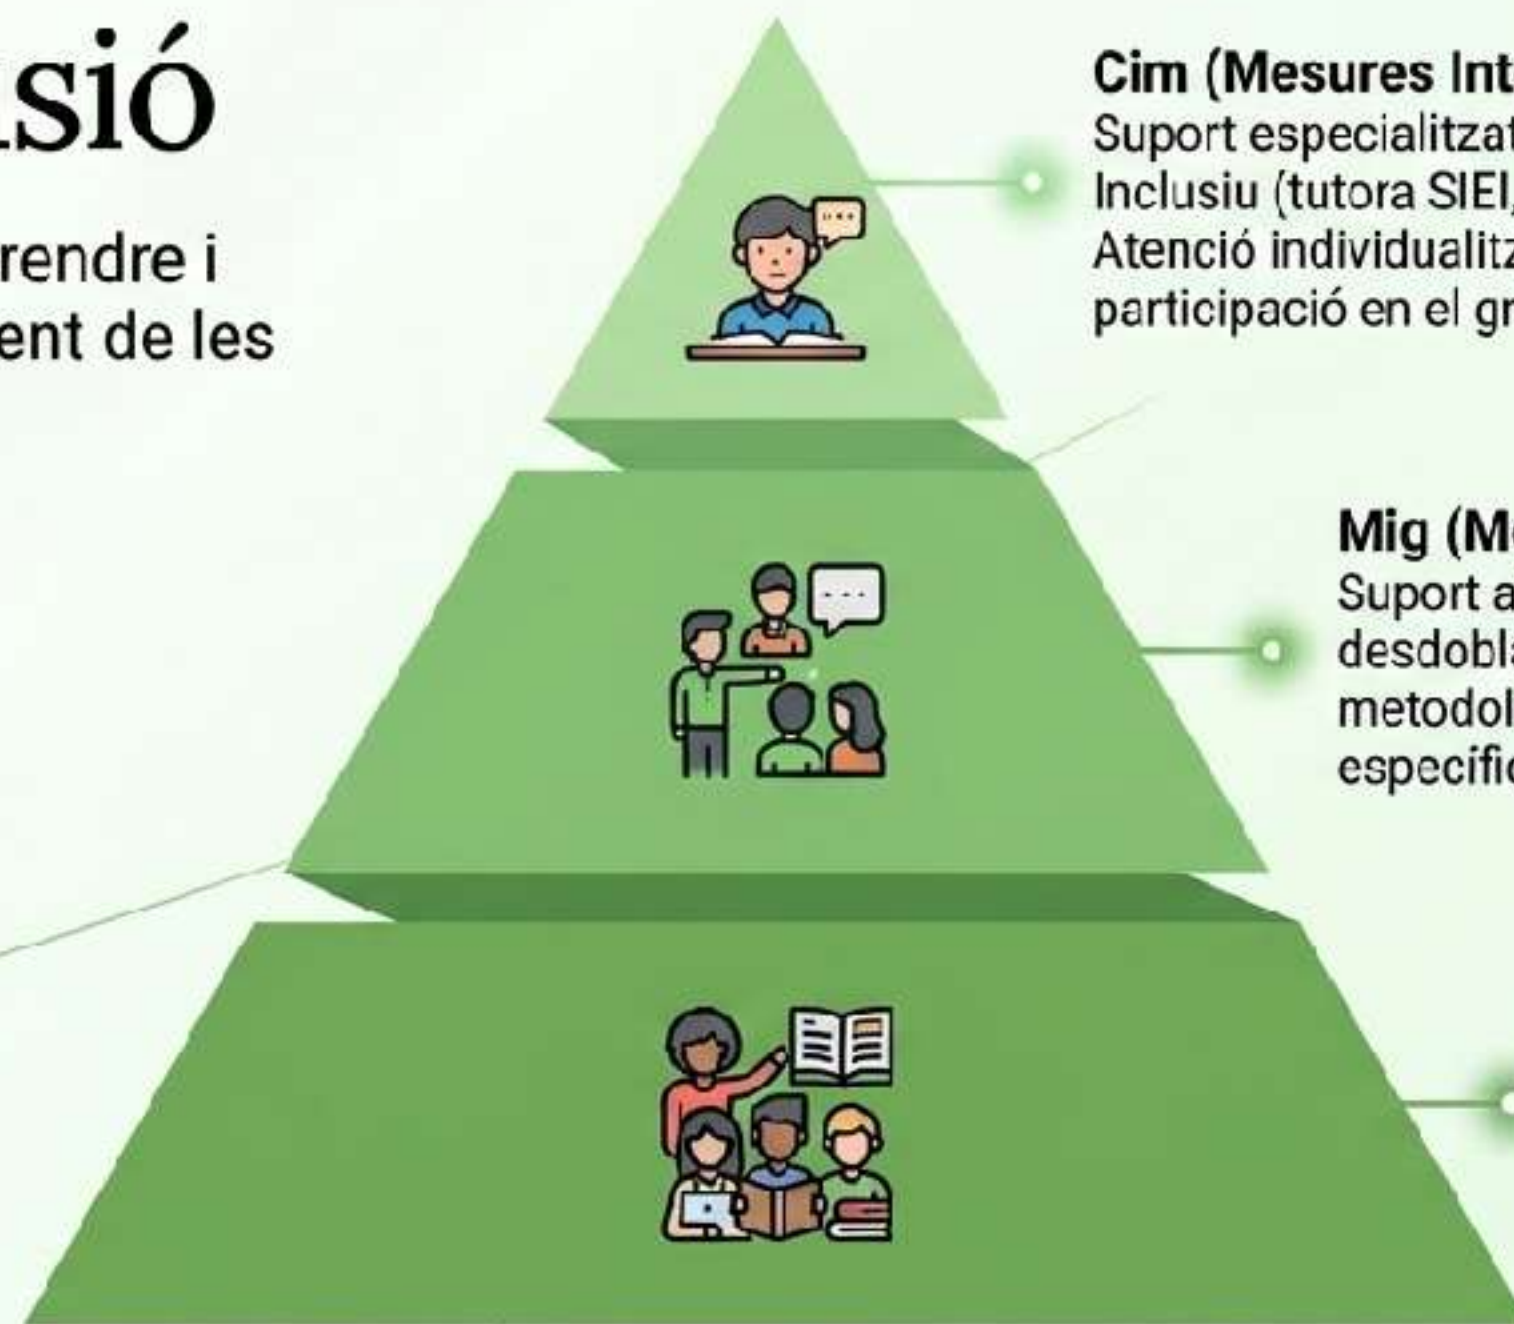 sió
rendre i
ent de les
Cim (Mesures Int
Suport especialitzat
Inclusiu (tutora SIEI,
Atenció individualitz
participació en el gr
Mig (M
Suport a
desdobla
metodol
especific